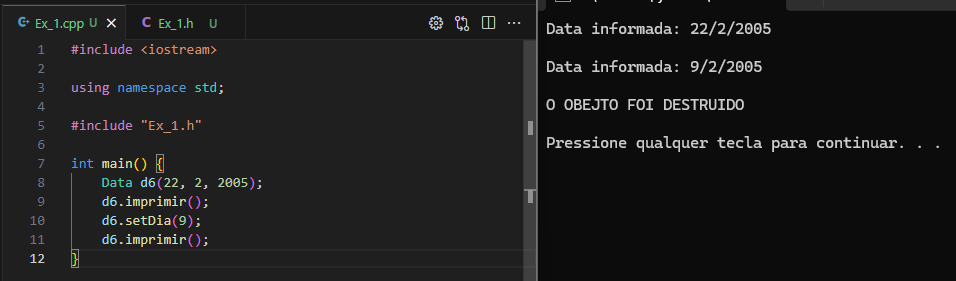 Ex_1.cpp U
Ex_1.h U
1 #include <iostream>
2
3 using namespace std;
4
5 #include "Ex_1.h"
6
7 int main() {
8 Data d6(22, 2, 2005);
9 d6.imprimir();
10 d6.setDia(9);
11 d6.imprimir();
12 }
Data informada: 22/2/2005
Data informada: 9/2/2005
O OBEJTO FOI DESTRUIDO
Pressione qualquer tecla para continuar. . .